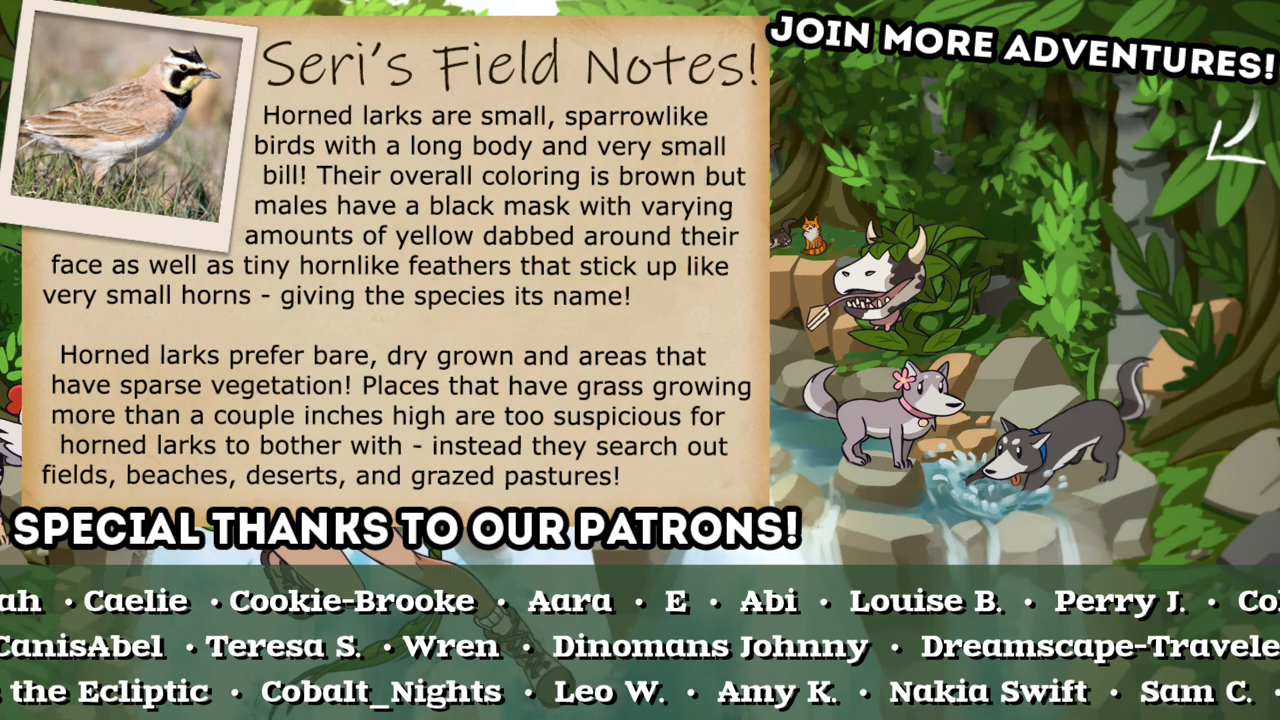 Seri's Field Notes!
JOIN MORE ADVENTURES!
Horned larks are small, sparrowlike
birds with a long body and very small
bill! Their overall coloring is brown but
males have a black mask with varying
amounts of yellow dabbed around their
face as well as tiny hornlike feathers that stick up like
very small horns - giving the species its name!
Horned larks prefer bare, dry grown and areas that
have sparse vegetation! Places that have grass growing
more than a couple inches high are too suspicious for
horned larks to bother with - instead they search out
fields, beaches, deserts, and grazed pastures!
SPECIAL THANKS TO OUR PATRONS!
ah • Caelie • Cookie-Brooke • Aara • E • Abi • Louise B. • Perry J. • Co
CanisAbel • Teresa S. • Wren • Dinomans Johnny • Dreamscape-Travele
the Ecliptic • Cobalt_Nights • Leo W. • Amy K. • Nakia Swift • Sam C. •